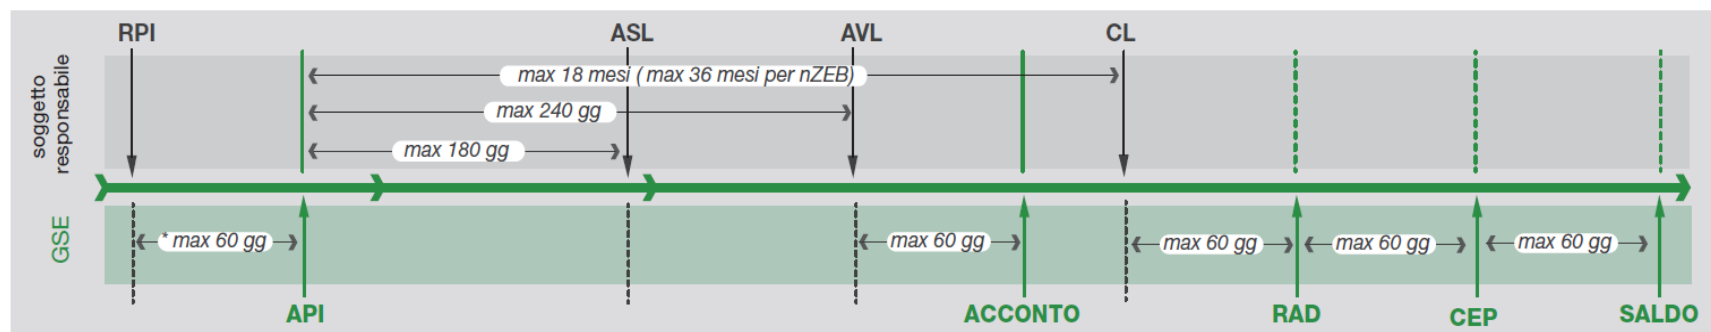 RPI
ASL
AVL
CL
soggetto
responsabile
max 18 mesi ( max 36 mesi per nZEB)
max 240 gg
max 180 gg
GSE
* max 60 gg
max 60 gg
max 60 gg
max 60 gg
max 60 gg
API
ACCONTO
RAD
CEP
SALDO